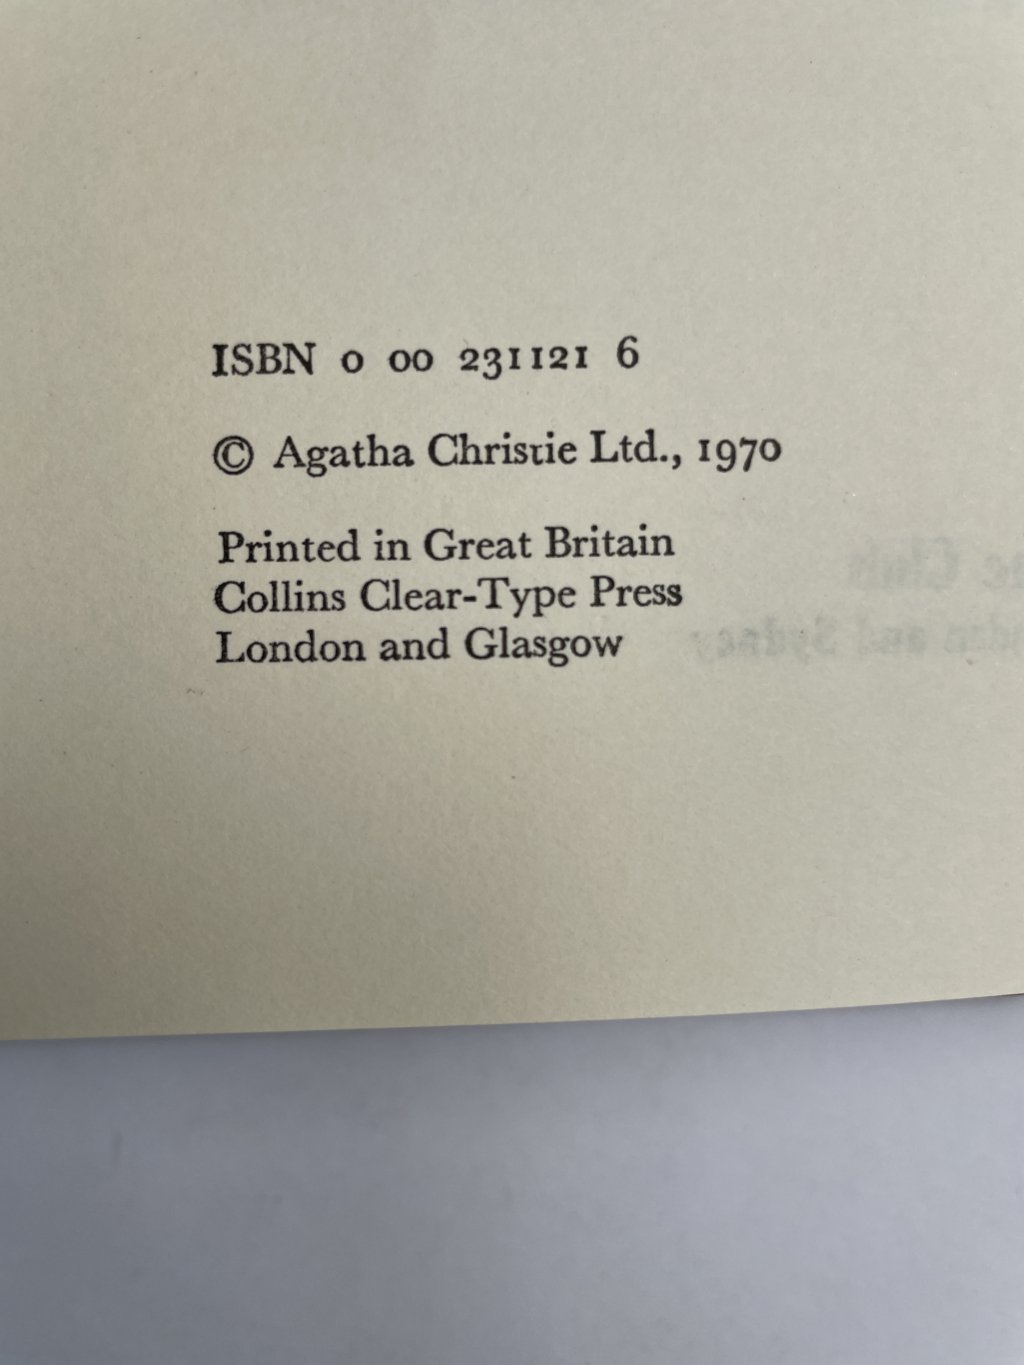 ISBN 0 00 231121 6
© Agatha Christie Ltd., 1970
Printed in Great Britain
Collins Clear-Type Press
London and Glasgow